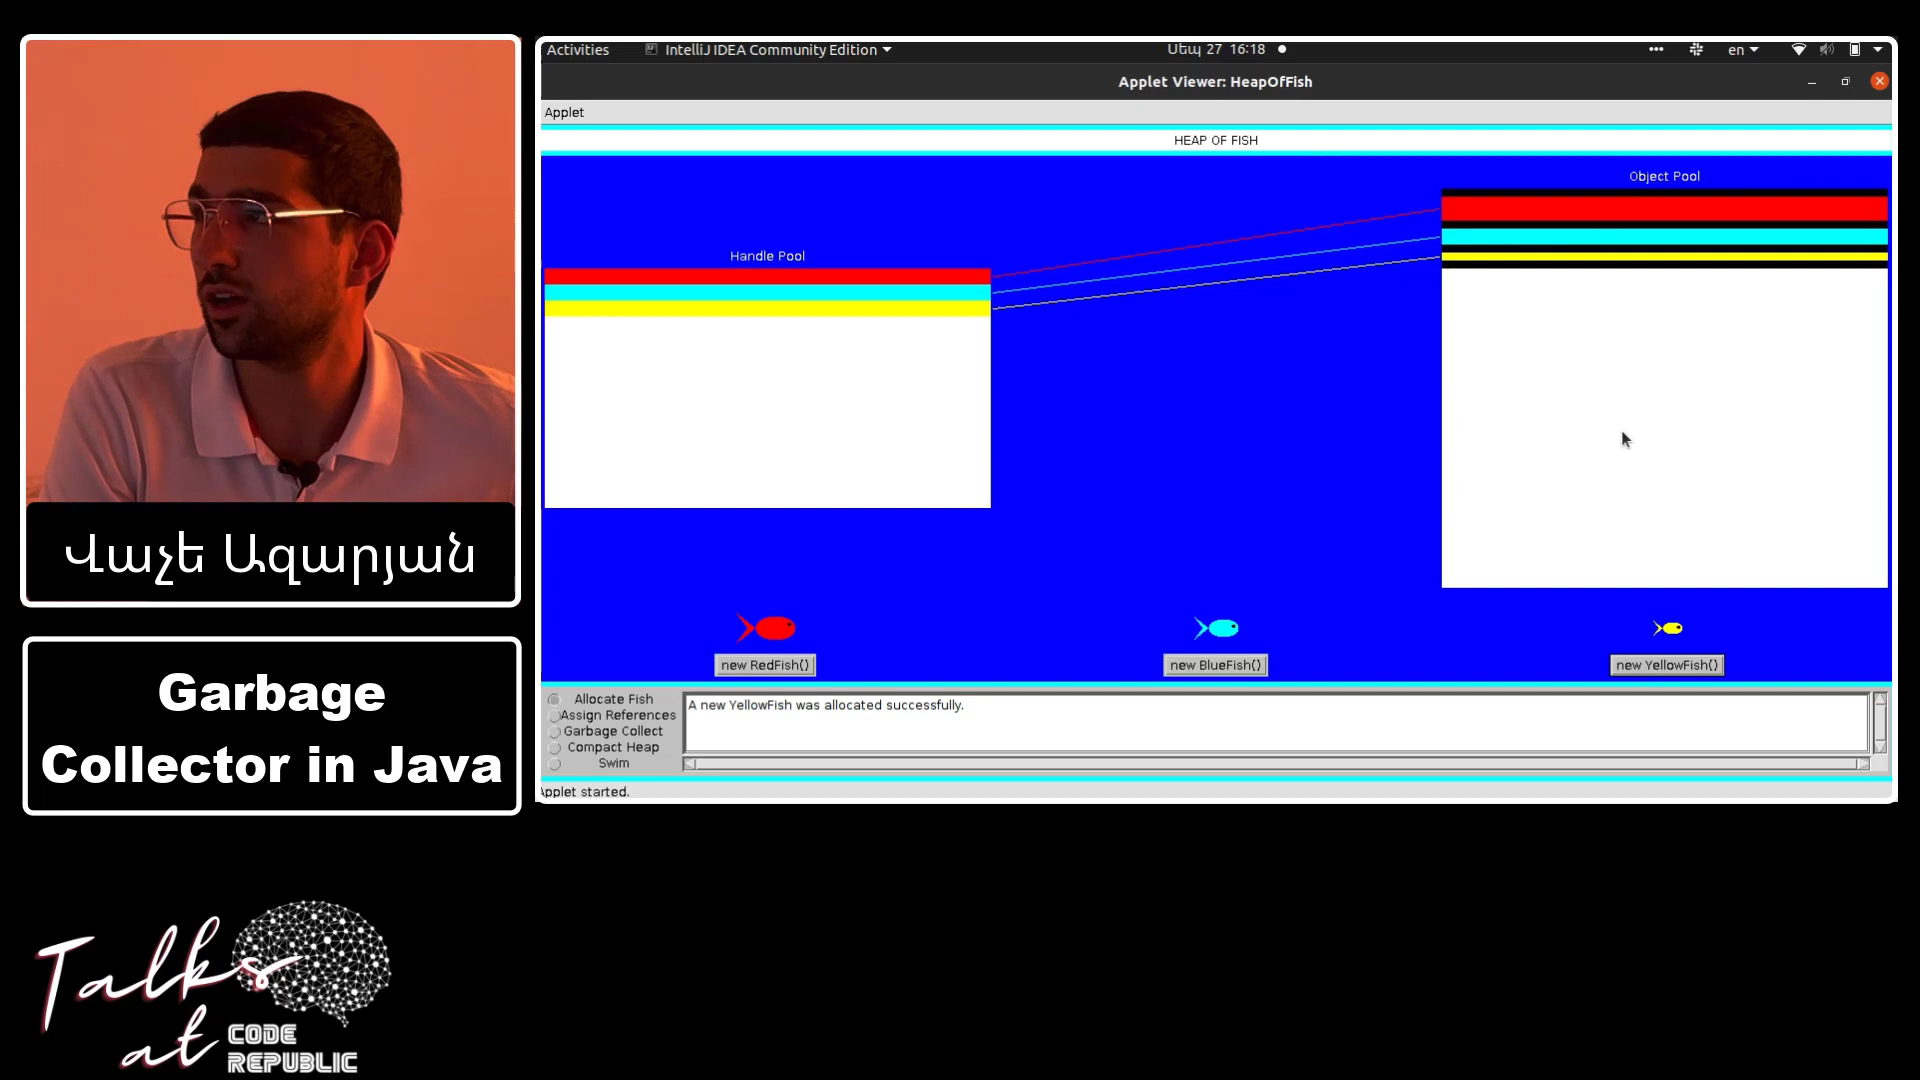 Activities
IntelliJ IDEA Community Edition
Սեպ 27 16:18
en
Applet Viewer: HeapOfFish
Applet
HEAP OF FISH
Object Pool
Handle Pool
new RedFish()
new BlueFish()
new YellowFish()
Allocate Fish
Assign References
Garbage Collect
Compact Heap
Swim
A new YellowFish was allocated successfully.
Applet started.
Վաչե Ազարյան
Garbage
Collector in Java
Talks
at
CODE
REPUBLIC